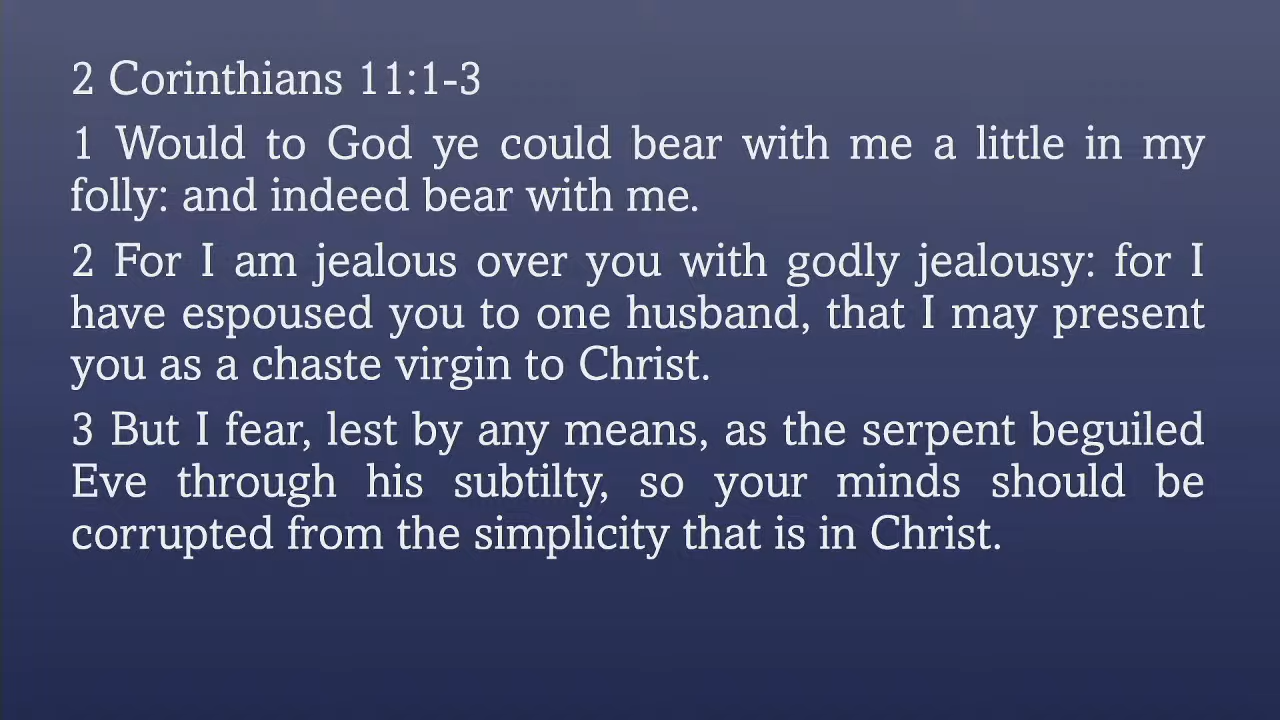 2 Corinthians 11:1-3
1 Would to God ye could bear with me a little in my
folly: and indeed bear with me.
2 For I am jealous over you with godly jealousy: for I
have espoused you to one husband, that I may present
you as a chaste virgin to Christ.
3 But I fear, lest by any means, as the serpent beguiled
Eve through his subtilty, so your minds should be
corrupted from the simplicity that is in Christ.